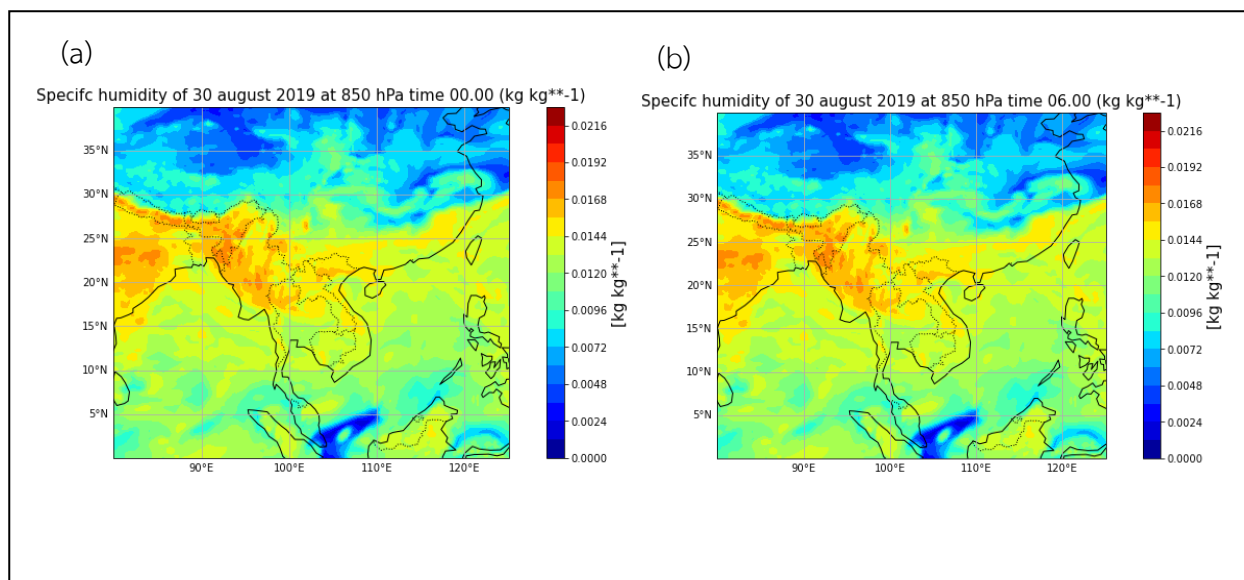 (a)
Specifc humidity of 30 august 2019 at 850 hPa time 00.00 (kg kg**-1)
35°N
30°N
25°N
20°N
15°N
10°N
5°N
90°E 100°E 110°E 120°E
0.0216
0.0192
0.0168
0.0144
0.0120
0.0096
0.0072
0.0048
0.0024
0.0000
[kg kg**-1]
(b)
Specifc humidity of 30 august 2019 at 850 hPa time 06.00 (kg kg**-1)
35°N
30°N
25°N
20°N
15°N
10°N
5°N
90°E 100°E 110°E 120°E
0.0216
0.0192
0.0168
0.0144
0.0120
0.0096
0.0072
0.0048
0.0024
0.0000
[kg kg**-1]